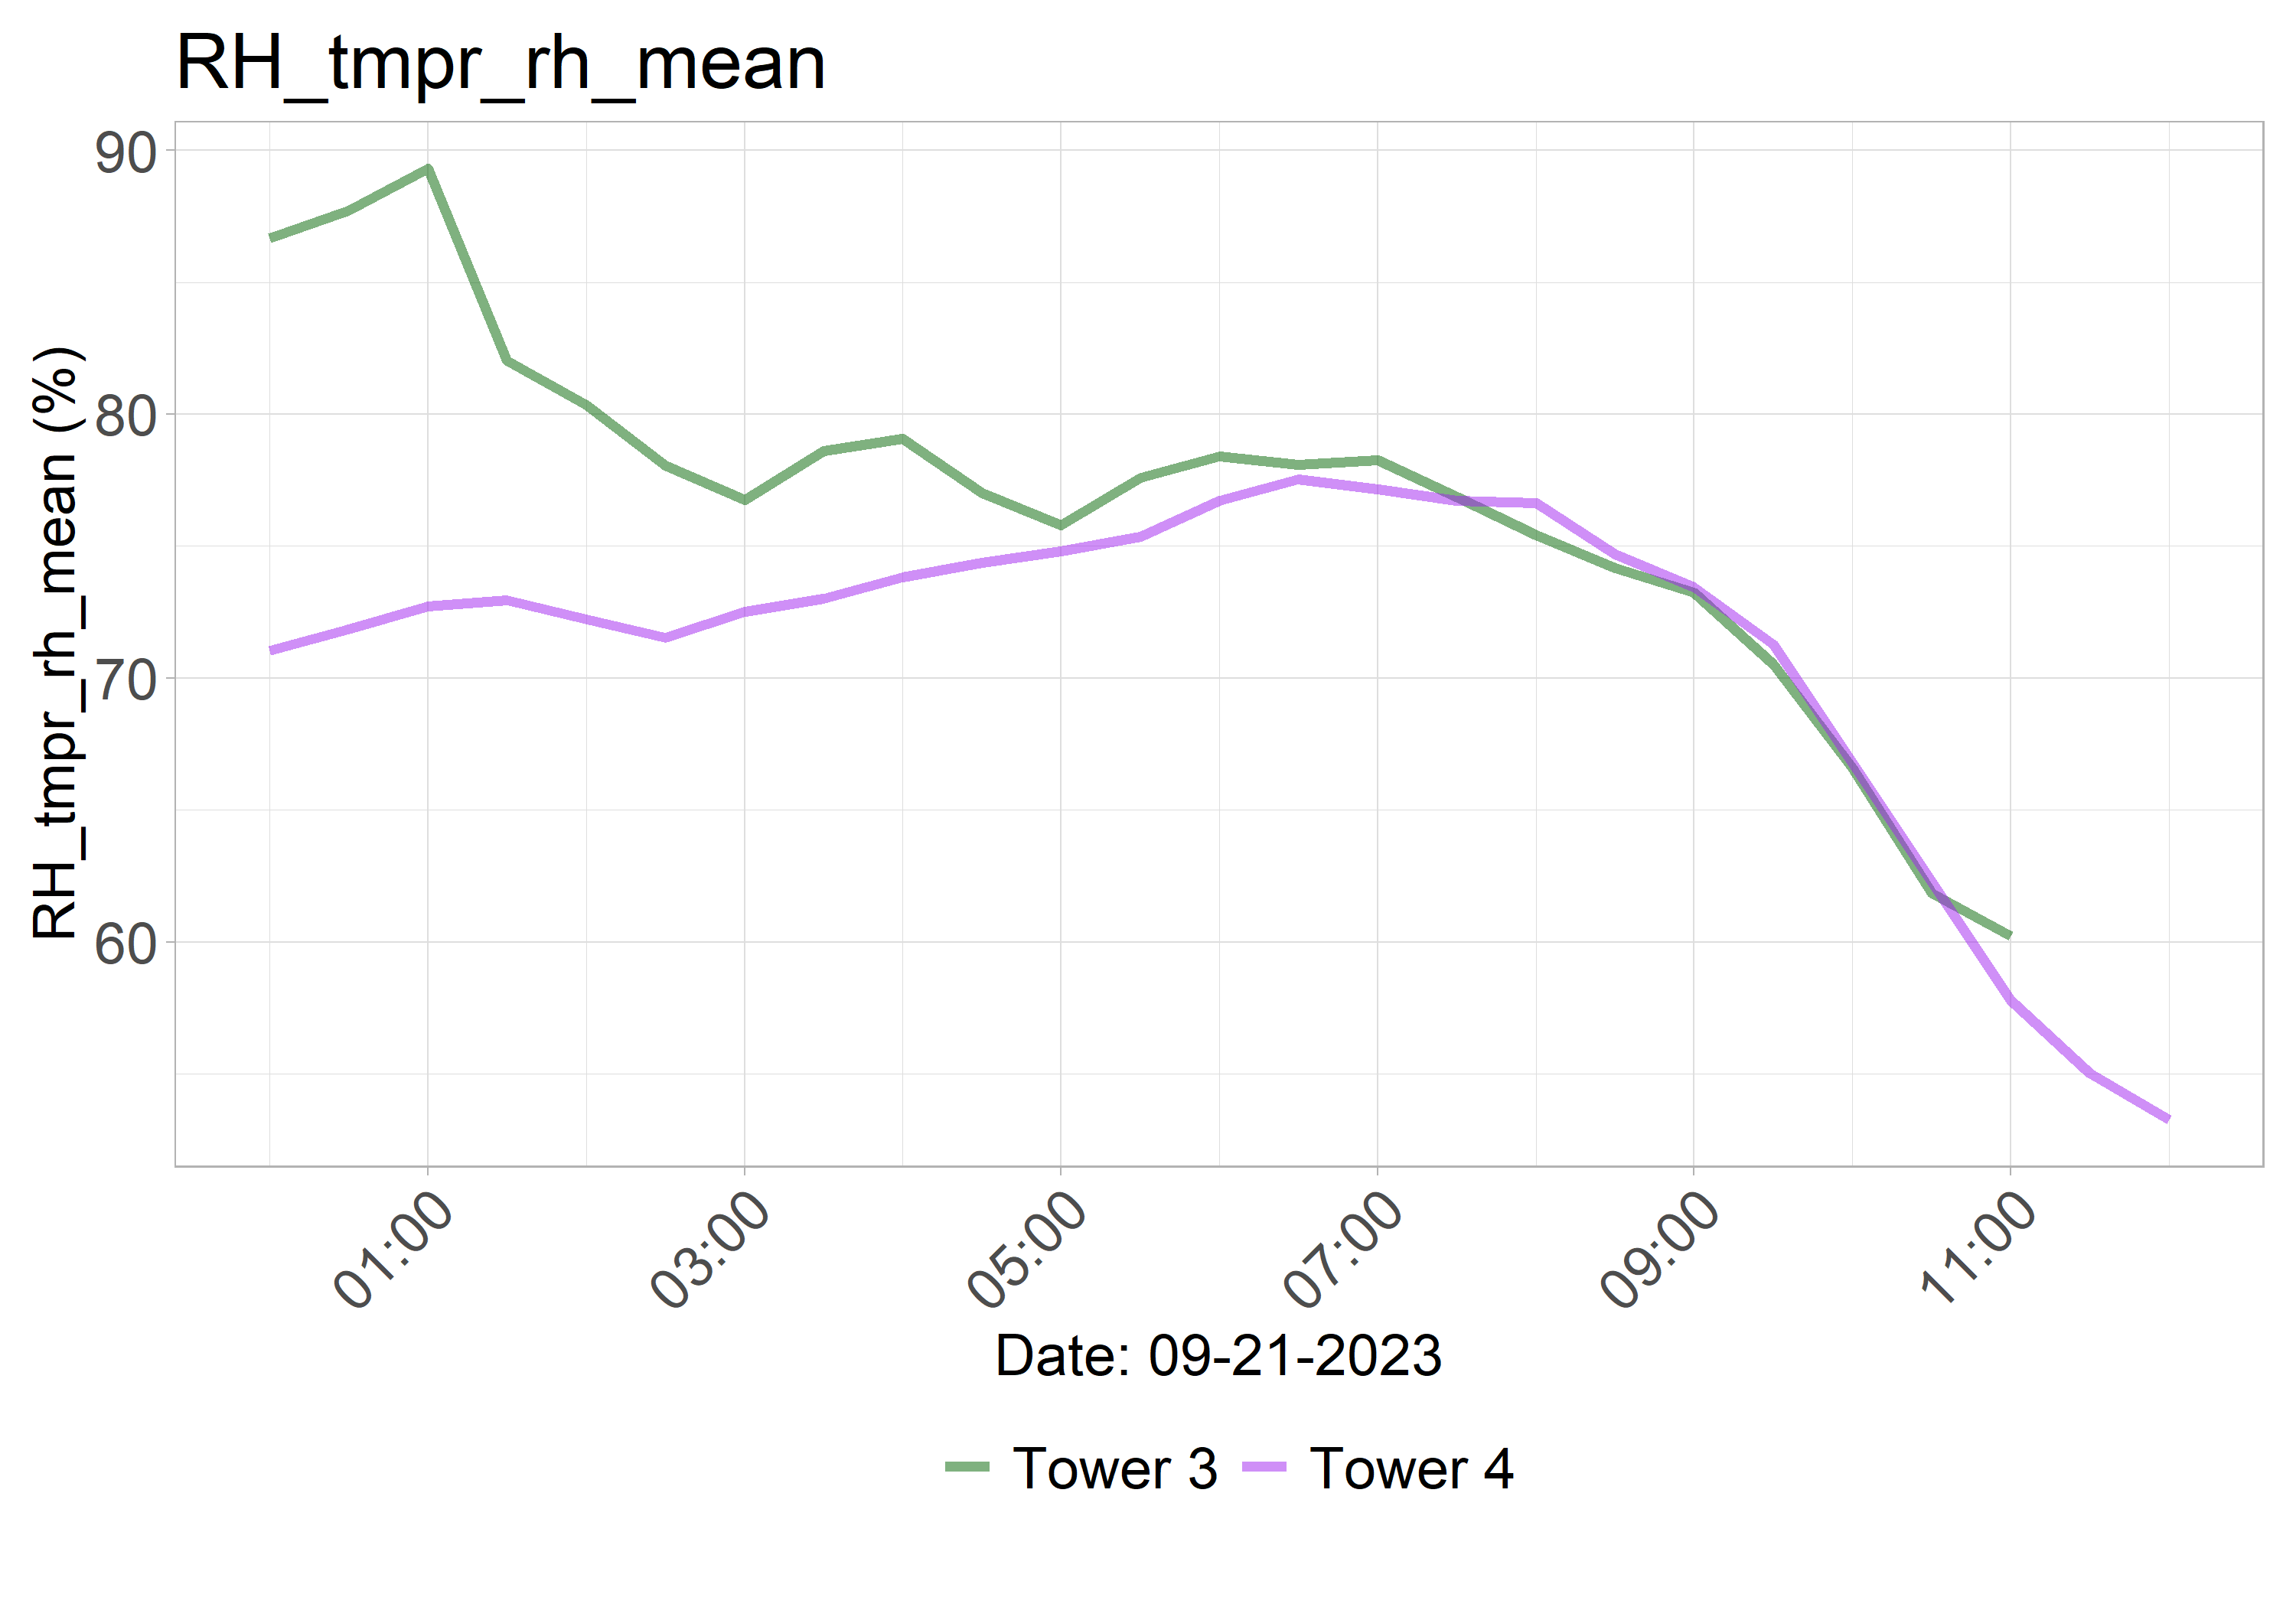 RH_tmpr_rh_mean
RH_tmpr_rh_mean (%)
90
80
70
60
01:00 03:00 05:00 07:00 09:00 11:00
Date: 09-21-2023
Tower 3 Tower 4